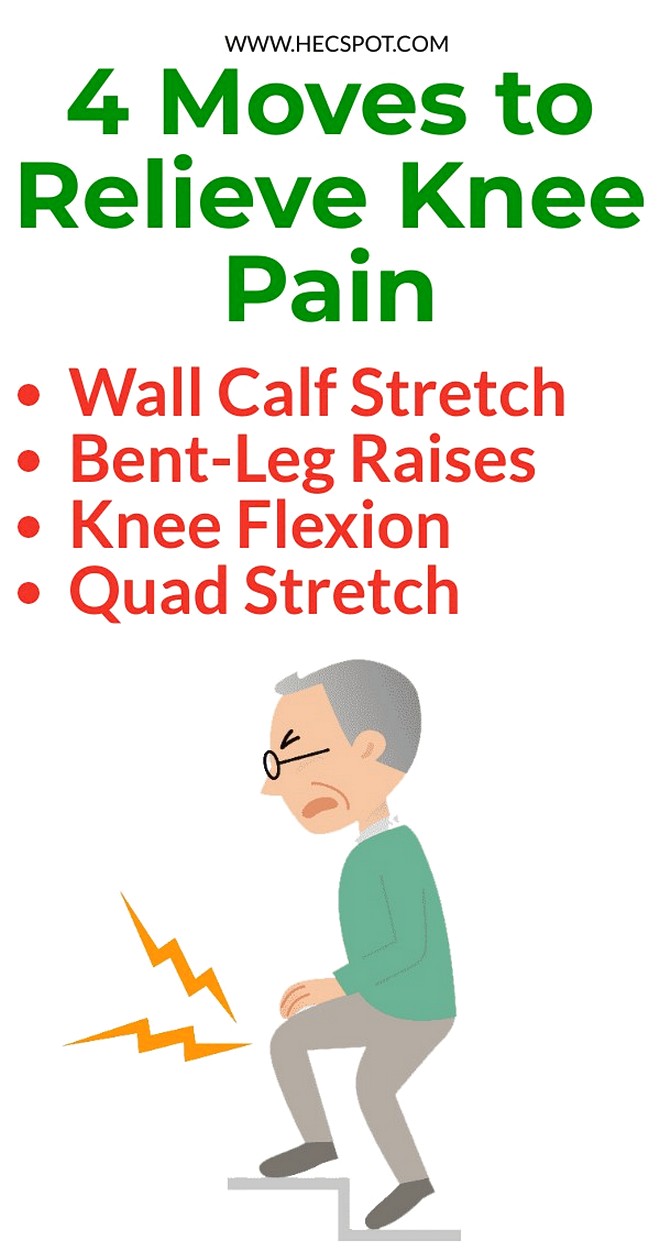 WWW.HECSPOT.COM
4 Moves to
Relieve Knee
Pain
• Wall Calf Stretch
• Bent-Leg Raises
• Knee Flexion
• Quad Stretch